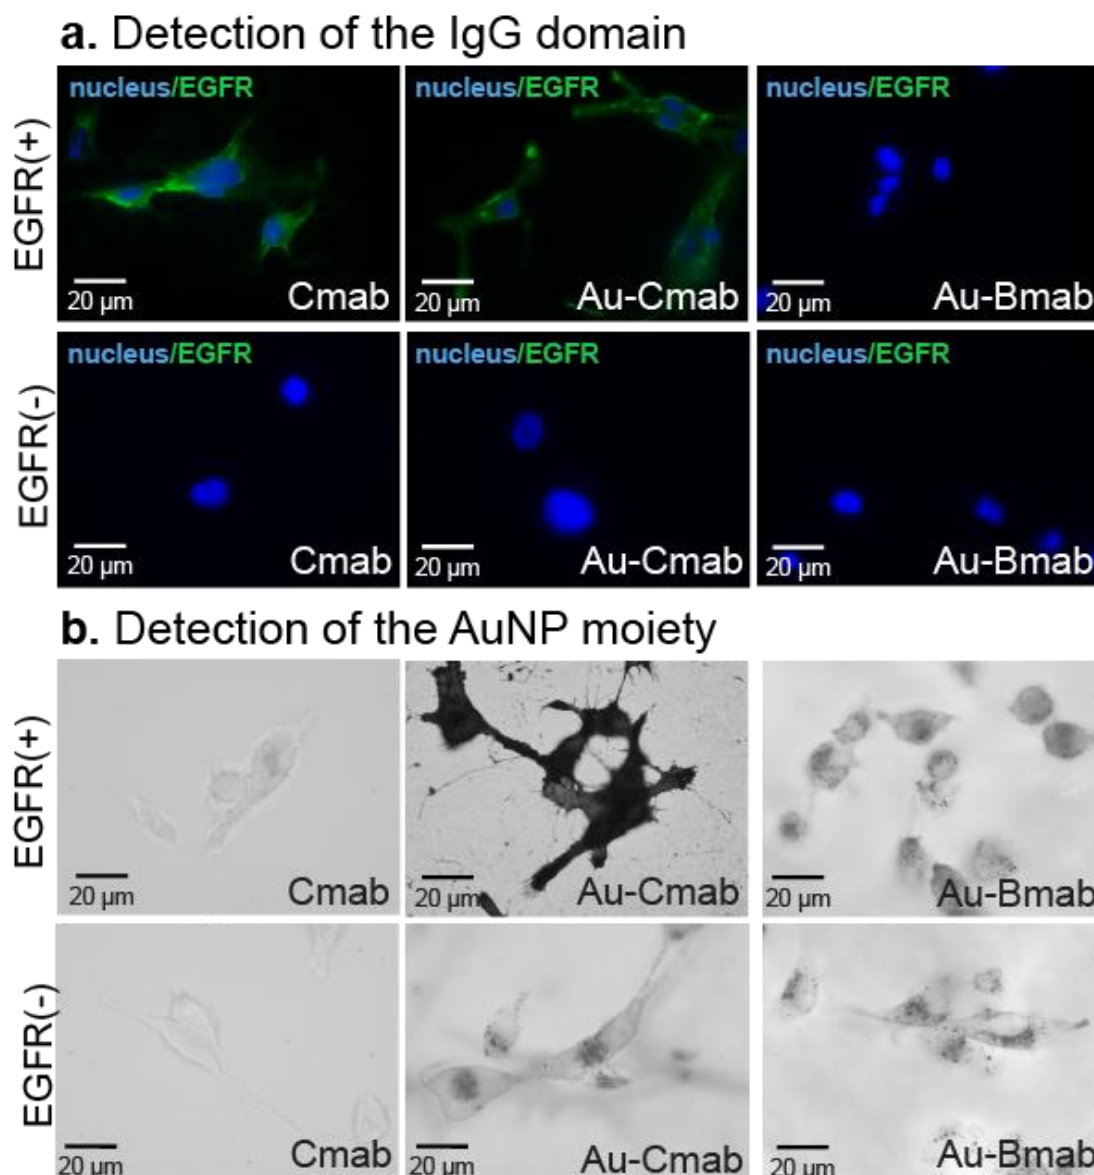 a. Detection of the IgG domain
EGFR(+)
nucleus/EGFR
20 µm
Cmab
nucleus/EGFR
20 µm
Au-Cmab
nucleus/EGFR
20 µm
Au-Bmab
EGFR(-)
nucleus/EGFR
20 µm
Cmab
nucleus/EGFR
20 µm
Au-Cmab
nucleus/EGFR
20 µm
Au-Bmab
b. Detection of the AuNP moiety
EGFR(+)
20 µm
Cmab
20 µm
Au-Cmab
20 µm
Au-Bmab
EGFR(-)
20 µm
Cmab
20 µm
Au-Cmab
20 µm
Au-Bmab